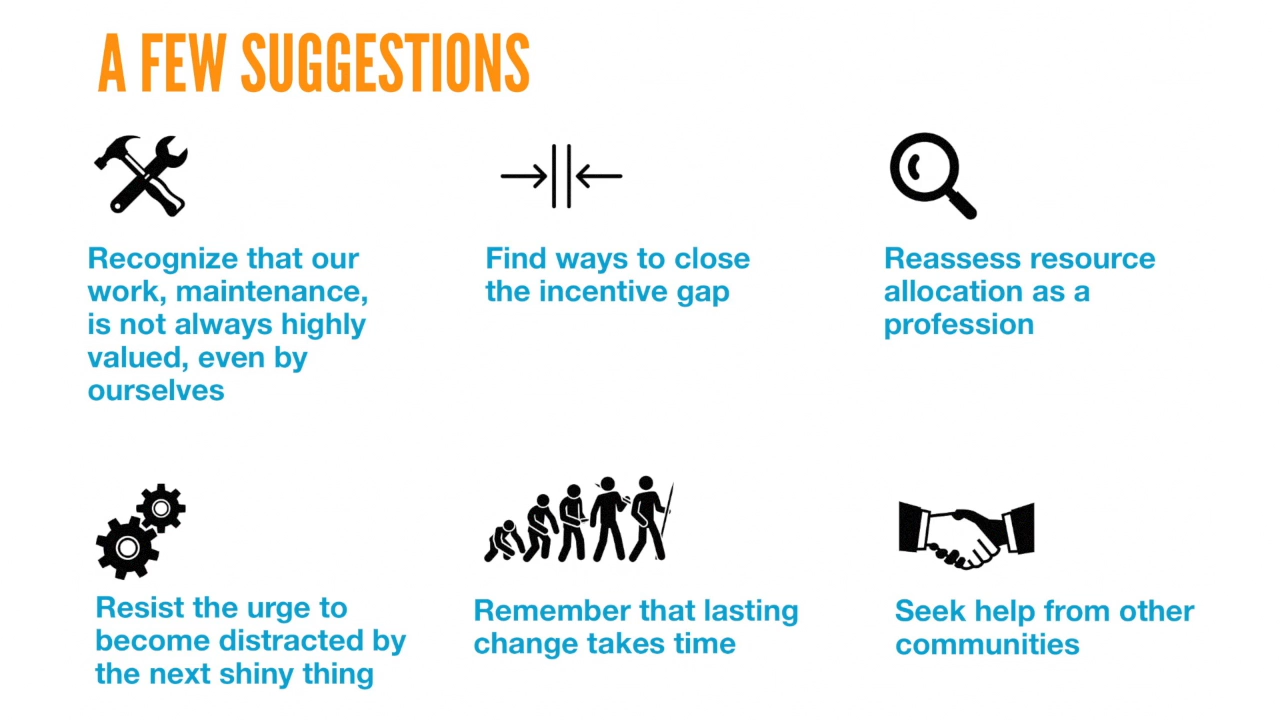 A FEW SUGGESTIONS
Recognize that our
work, maintenance,
is not always highly
valued, even by
ourselves
Find ways to close
the incentive gap
Reassess resource
allocation as a
profession
Resist the urge to
become distracted by
the next shiny thing
Remember that lasting
change takes time
Seek help from other
communities